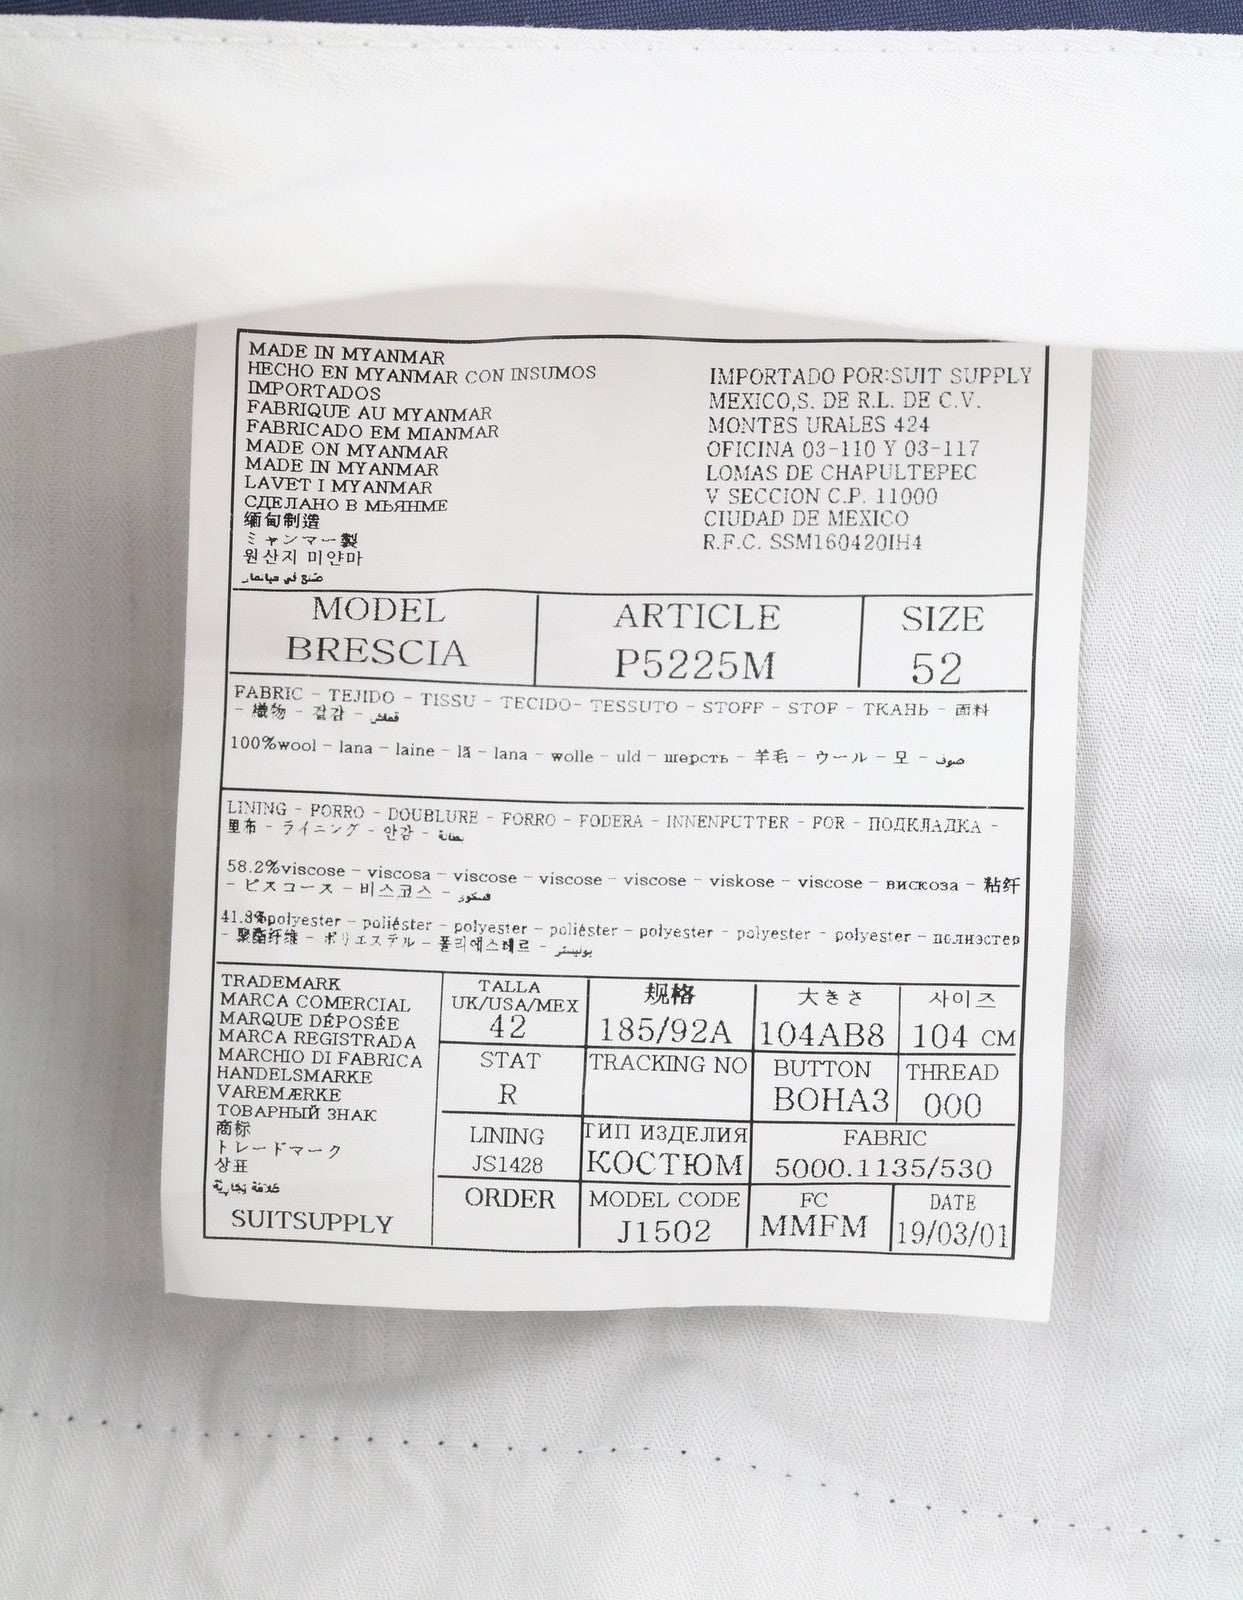 MADE IN MYANMAR
HECHO EN MYANMAR CON INSUMOS
IMPORTADOS
FABRIQUE AU MYANMAR
FABRICADO EM MIANMAR
MADE ON MYANMAR
MADE IN MYANMAR
LAVET I MYANMAR
СДЕЛАНО В МЬЯНМЕ
缅甸制造
ミャンマー製
원산지 미얀마
صنع في ميانمار
IMPORTADO POR:SUIT SUPPLY
MEXICO,S. DE R.L. DE C.V.
MONTES URALES 424
OFICINA 03-110 Y 03-117
LOMAS DE CHAPULTEPEC
V SECCION C.P. 11000
CIUDAD DE MEXICO
R.F.C. SSM160420IH4
MODEL
BRESCIA
ARTICLE
P5225M
SIZE
52
FABRIC - TEJIDO - TISSU - TECIDO- TESSUTO - STOFF - STOF - ТКАНЬ - 面料
- 織物 - 겉감 - قماش
100%wool - lana - laine - lã - lana - wolle - uld - шерсть - 羊毛 - ウール - 모 - صوف
LINING - FORRO - DOUBLURE - FORRO - FODERA - INNENFUTTER - FOR - ПОДКЛАДКА -
里布 - ライニング - 안감 - بطانة
58.2%viscose - viscosa - viscose - viscose - viscose - viskose - viscose - вискоза - 粘纤
- ビスコース - 비스코스 - فسكوز
41.8%polyester - poliéster - polyester - poliéster - polyester - polyester - polyester - полиэстер
- 聚酯纤维 - ポリエステル - 폴리에스테르 - بوليستر
TRADEMARK
MARCA COMERCIAL
MARQUE DÉPOSÉE
MARCA REGISTRADA
MARCHIO DI FABRICA
HANDELSMARKE
VAREMÆRKE
ТОВАРНЫЙ ЗНАК
商标
トレードマーク
상표
علامة تجارية
SUITSUPPLY
TALLA
UK/USA/MEX
42
规格
185/92A
大きさ
104AB8
사이즈
104 CM
STAT
R
TRACKING NO
BUTTON
BOHA3
THREAD
000
LINING
JS1428
ТИП ИЗДЕЛИЯ
КОСТЮМ
FABRIC
5000.1135/530
ORDER
MODEL CODE
J1502
FC
MMFM
DATE
19/03/01